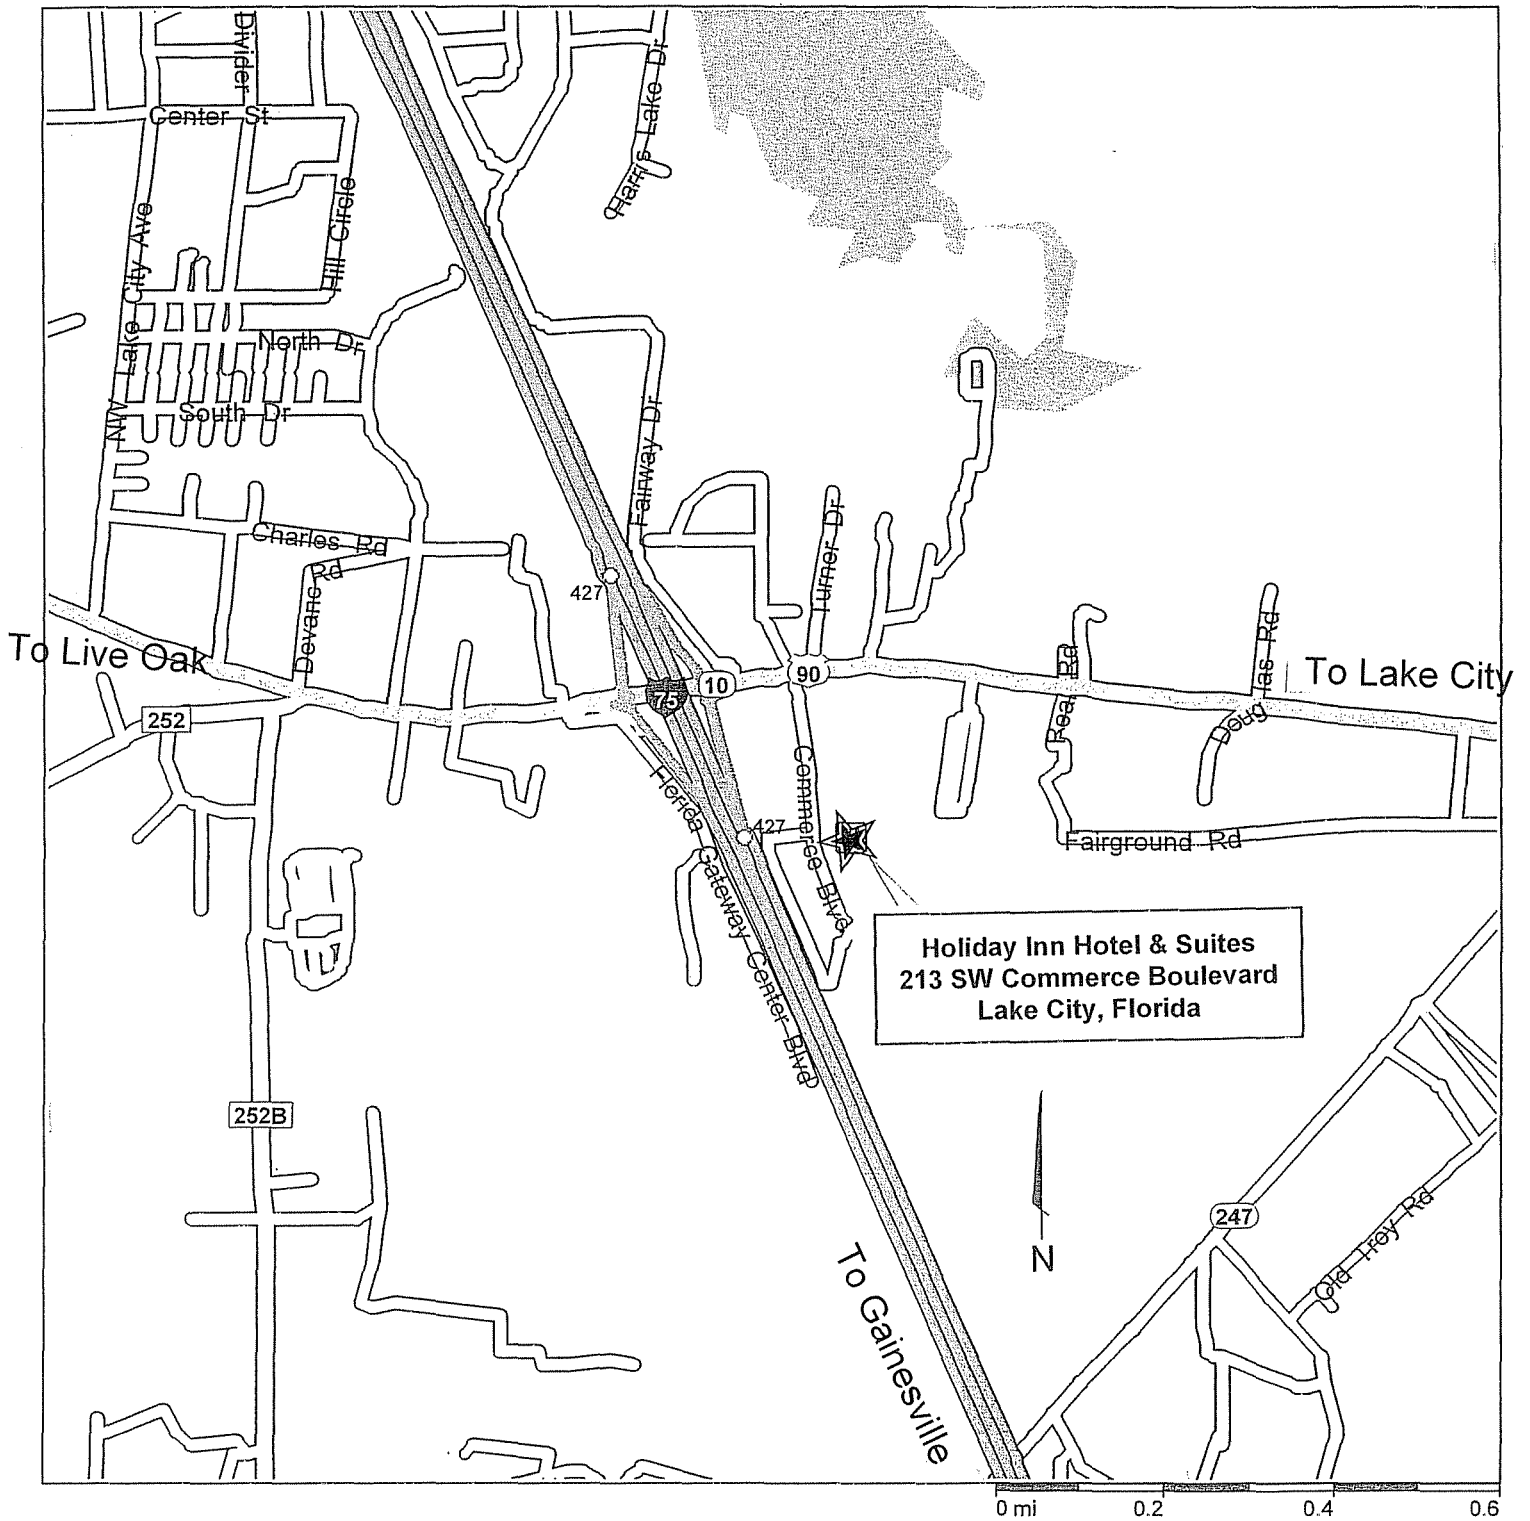 Divider
Center St
Harris Lake Dr
NW Lake City Ave
Hill Circle
North Dr
South Dr
Fairway Dr
Charles Rd
Devane Rd
427
Turner Dr
To Live Oak
252
75
10
90
Real Rd
Douglas Rd
To Lake City
Florida Gateway Center Blvd
427
Commerce Blvd
Fairground Rd
Holiday Inn Hotel & Suites
213 SW Commerce Boulevard
Lake City, Florida
252B
N
247
Old Troy Rd
To Gainesville
0 mi 0.2 0.4 0.6